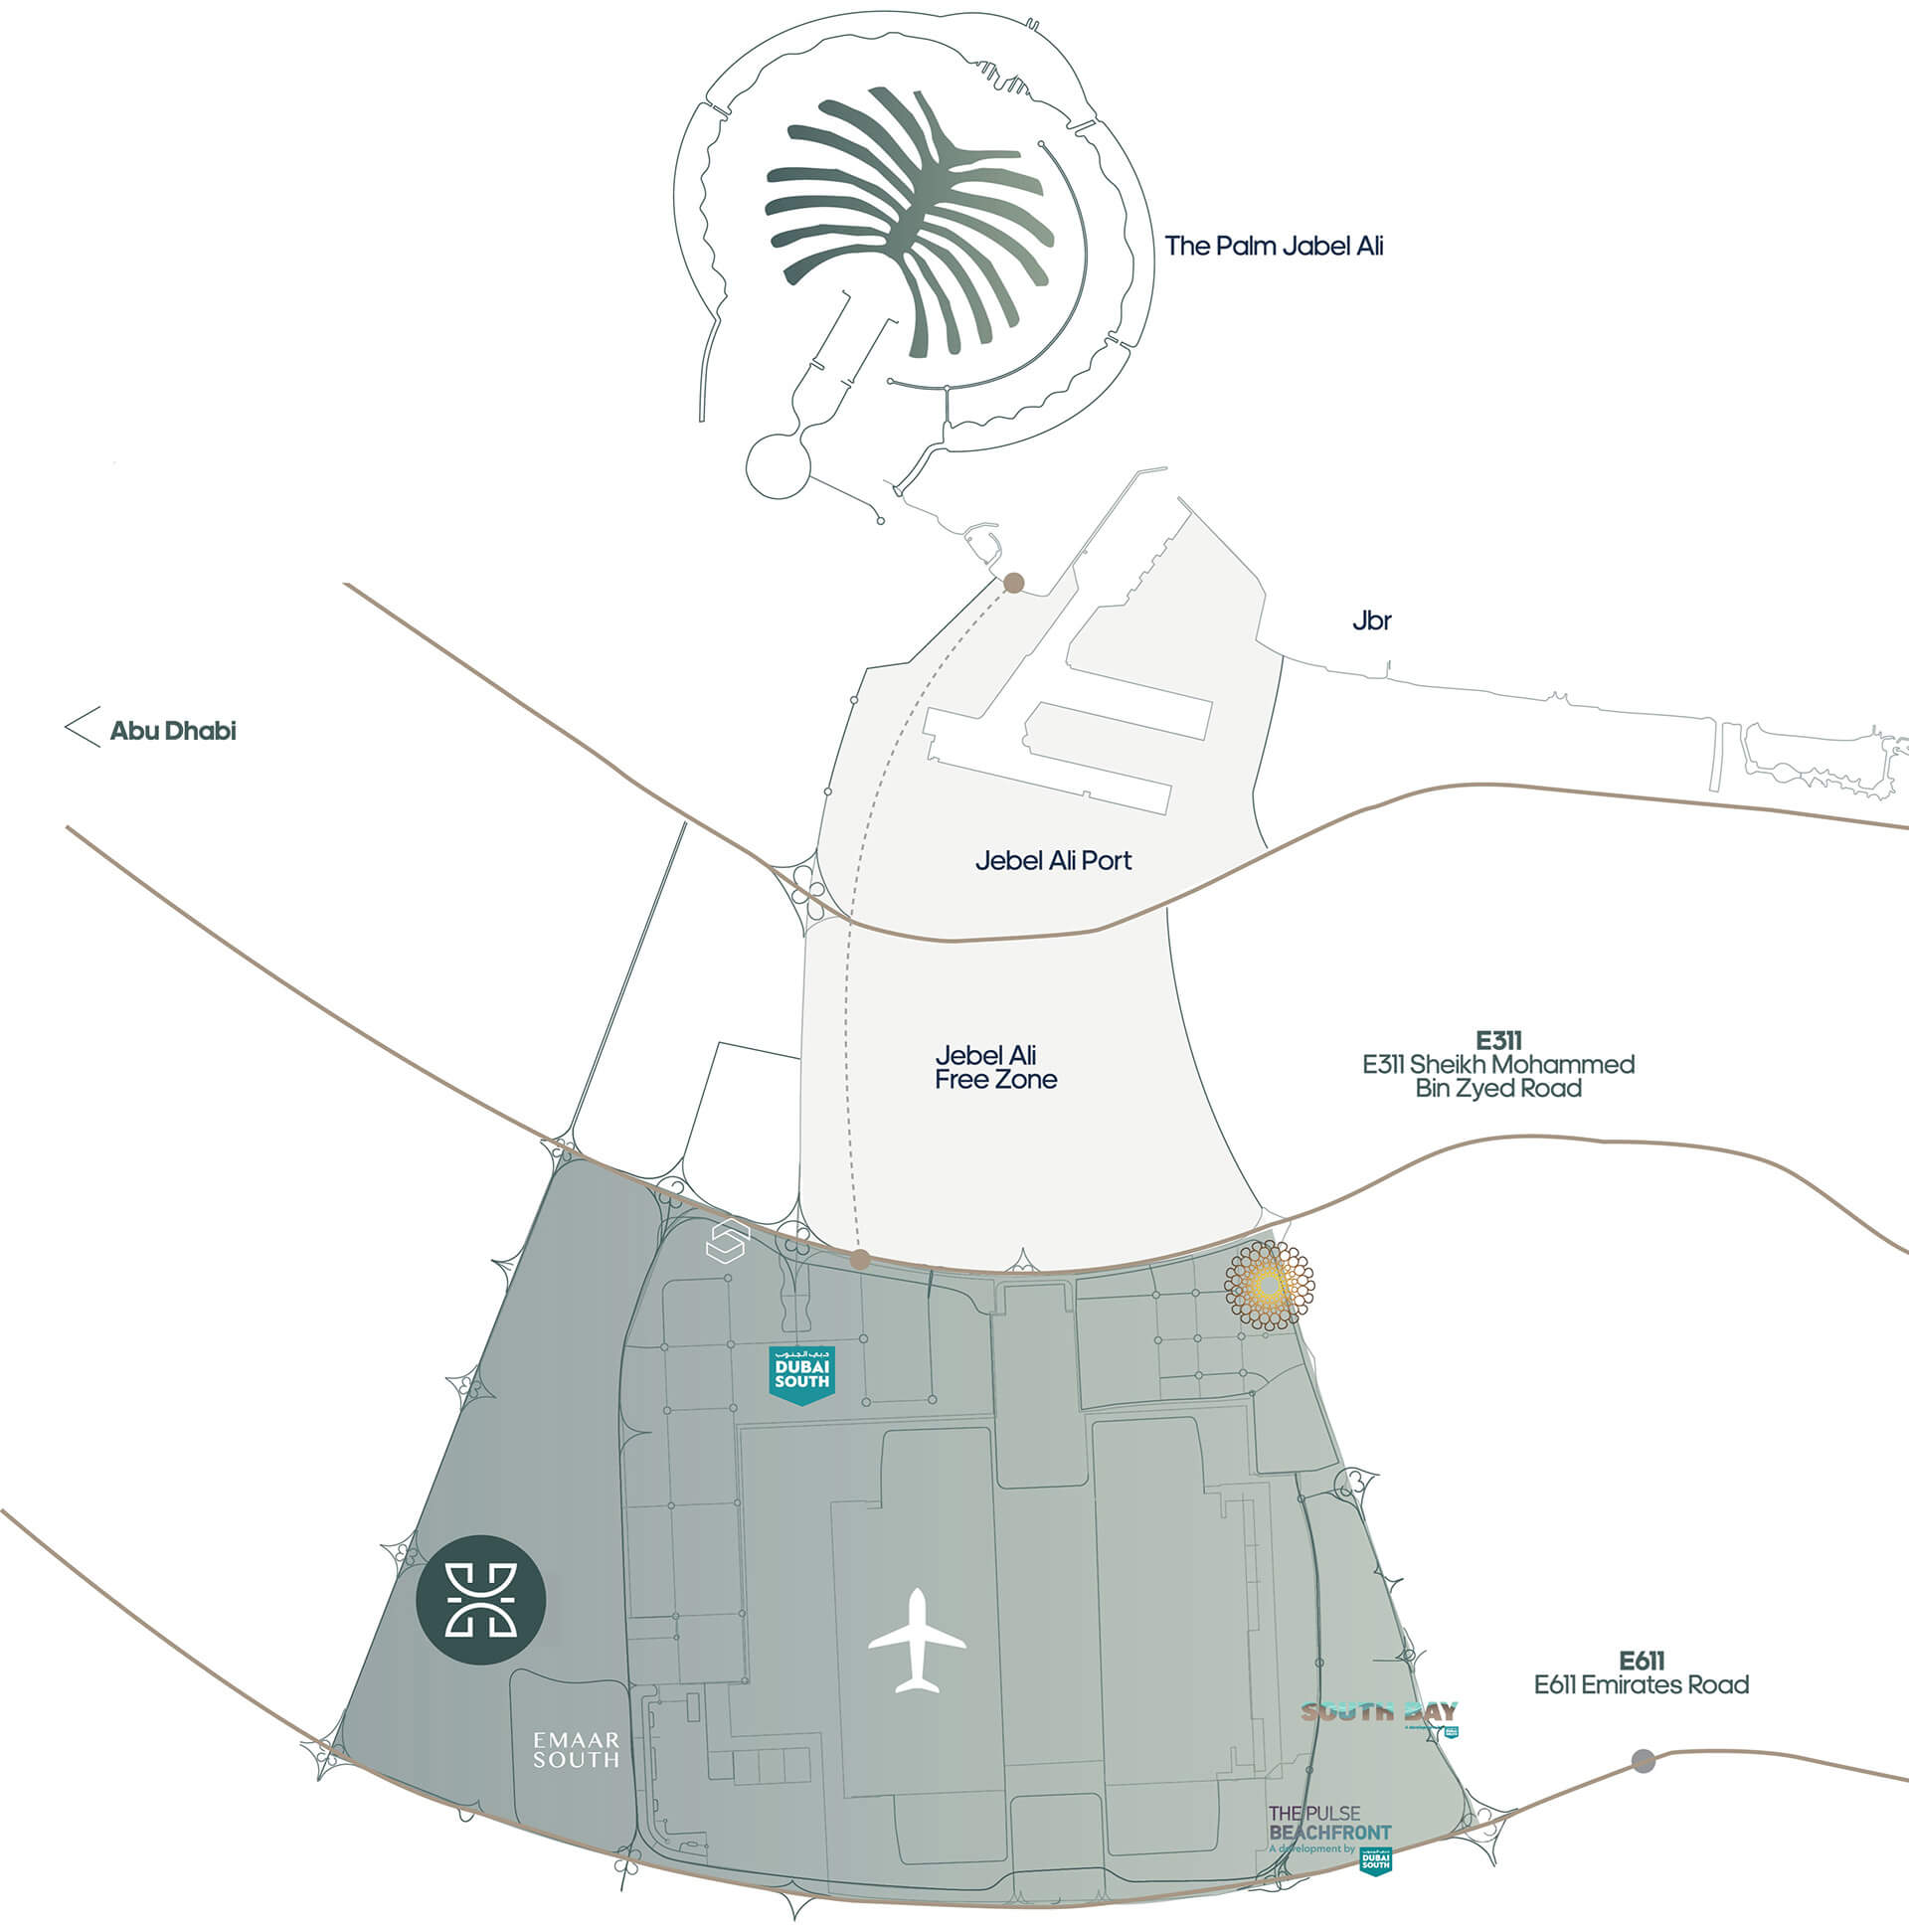 The Palm Jabel Ali
Jbr
Abu Dhabi
Jebel Ali Port
E311
E311 Sheikh Mohammed
Bin Zyed Road
Jebel Ali
Free Zone
دبي الجنوب
DUBAI
SOUTH
E611
E611 Emirates Road
SOUTH BAY
EMAAR
SOUTH
THE PULSE
BEACHFRONT
A development by
DUBAI
SOUTH